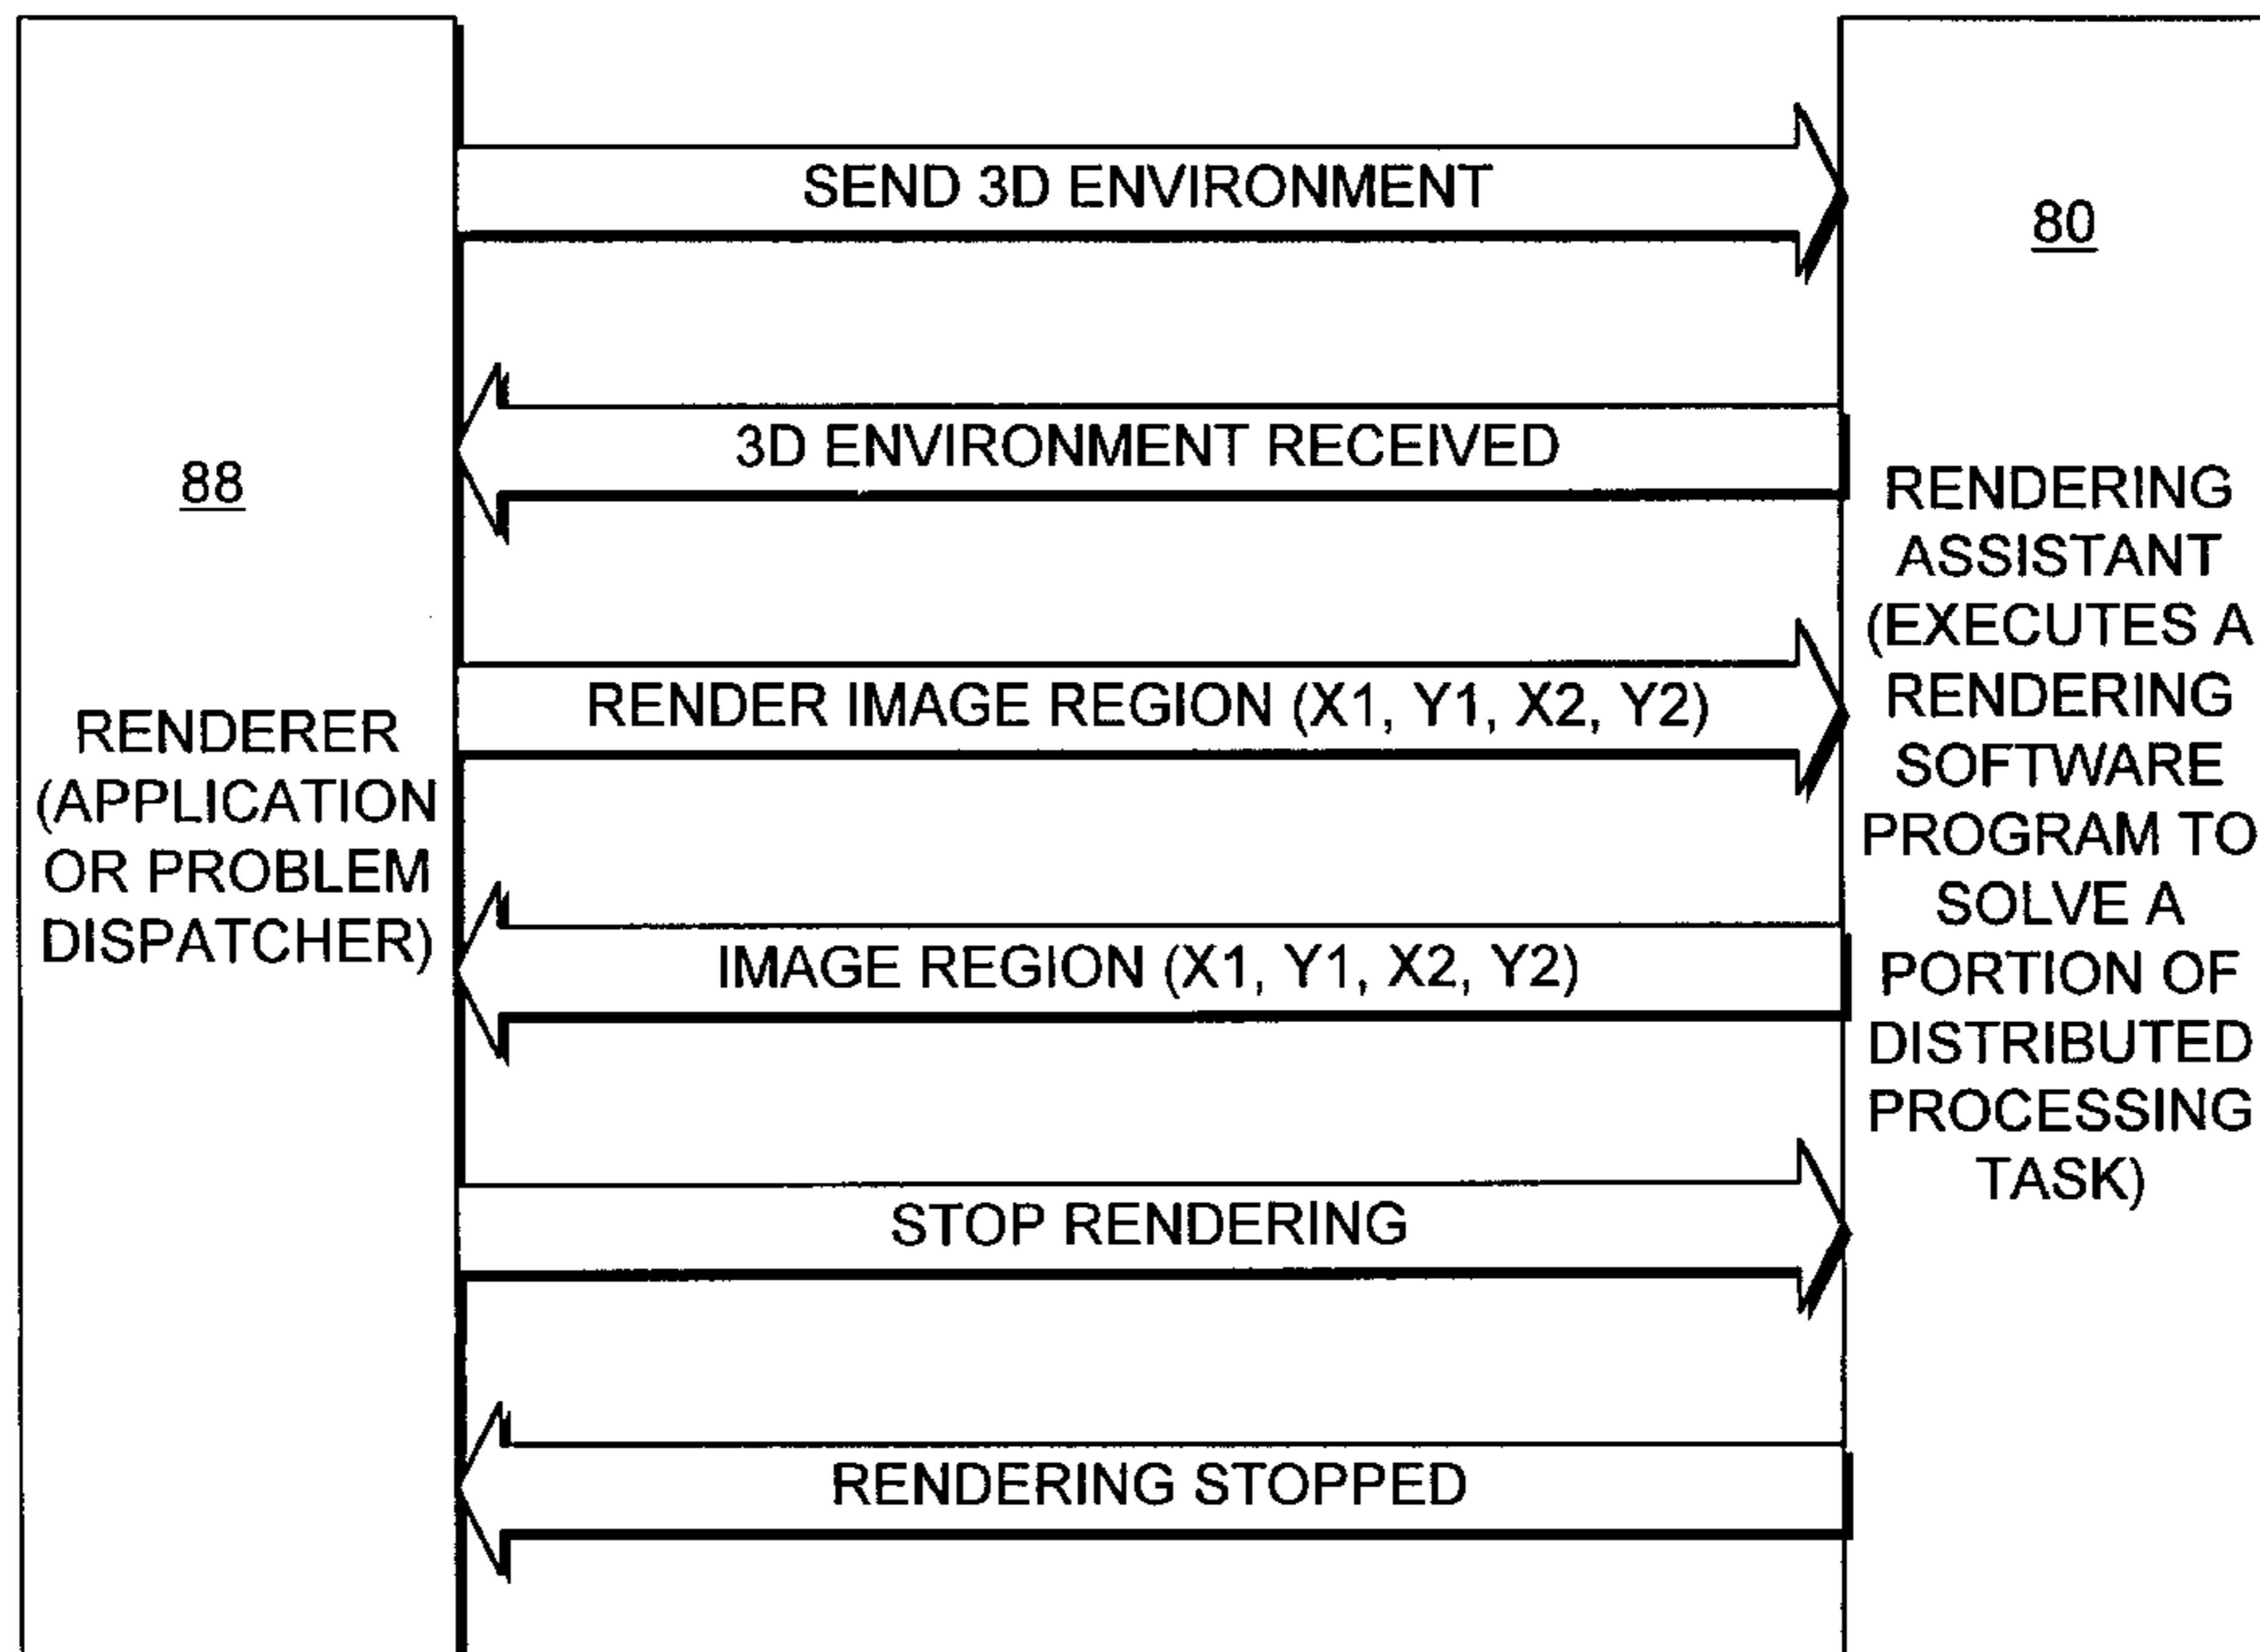 88
RENDERER
(APPLICATION
OR PROBLEM
DISPATCHER)
SEND 3D ENVIRONMENT
3D ENVIRONMENT RECEIVED
RENDER IMAGE REGION (X1, Y1, X2, Y2)
IMAGE REGION (X1, Y1, X2, Y2)
STOP RENDERING
RENDERING STOPPED
80
RENDERING
ASSISTANT
(EXECUTES A
RENDERING
SOFTWARE
PROGRAM TO
SOLVE A
PORTION OF
DISTRIBUTED
PROCESSING
TASK)